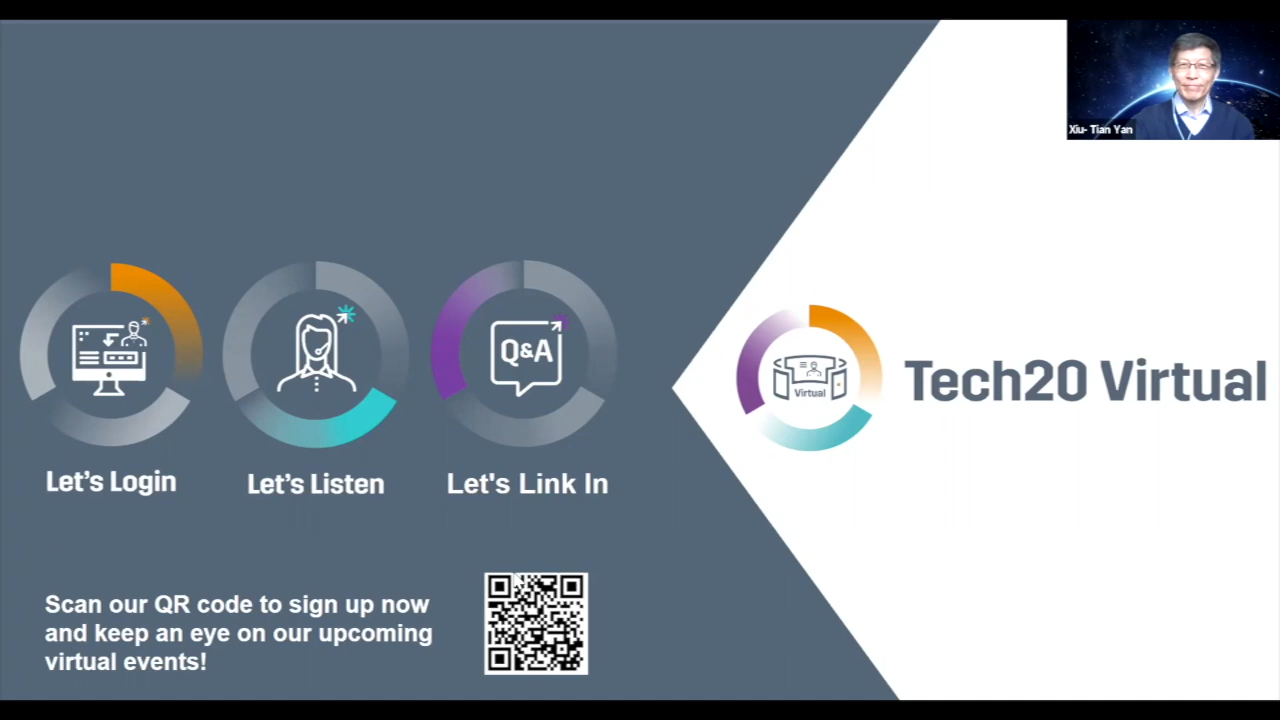 Xiu- Tian Yan
Q&A
Virtual
Tech20 Virtual
Let's Login
Let's Listen
Let's Link In
Scan our QR code to sign up now
and keep an eye on our upcoming
virtual events!